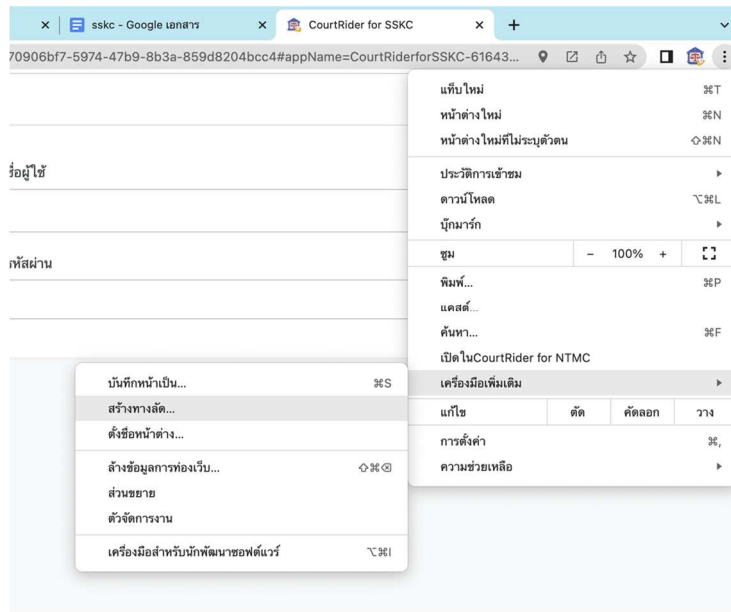 sskc - Google เอกสาร
CourtRider for SSKC
70906bf7-5974-47b9-8b3a-859d8204bcc4#appName=CourtRiderforSSKC-61643...
แท็บใหม่ ⌘T
หน้าต่างใหม่ ⌘N
หน้าต่างใหม่ที่ไม่ระบุตัวตน ⇧⌘N
ื่อผู้ใช้
ประวัติการเข้าชม
ดาวน์โหลด ⌥⌘L
บุ๊กมาร์ก
ซูม - 100% +
รหัสผ่าน
พิมพ์... ⌘P
แคสต์...
ค้นหา... ⌘F
เปิดในCourtRider for NTMC
เครื่องมือเพิ่มเติม
แก้ไข ตัด คัดลอก วาง
การตั้งค่า ⌘,
ความช่วยเหลือ
บันทึกหน้าเป็น... ⌘S
สร้างทางลัด...
ตั้งชื่อหน้าต่าง...
ล้างข้อมูลการท่องเว็บ... ⇧⌘⌫
ส่วนขยาย
ตัวจัดการงาน
เครื่องมือสำหรับนักพัฒนาซอฟต์แวร์ ⌥⌘I